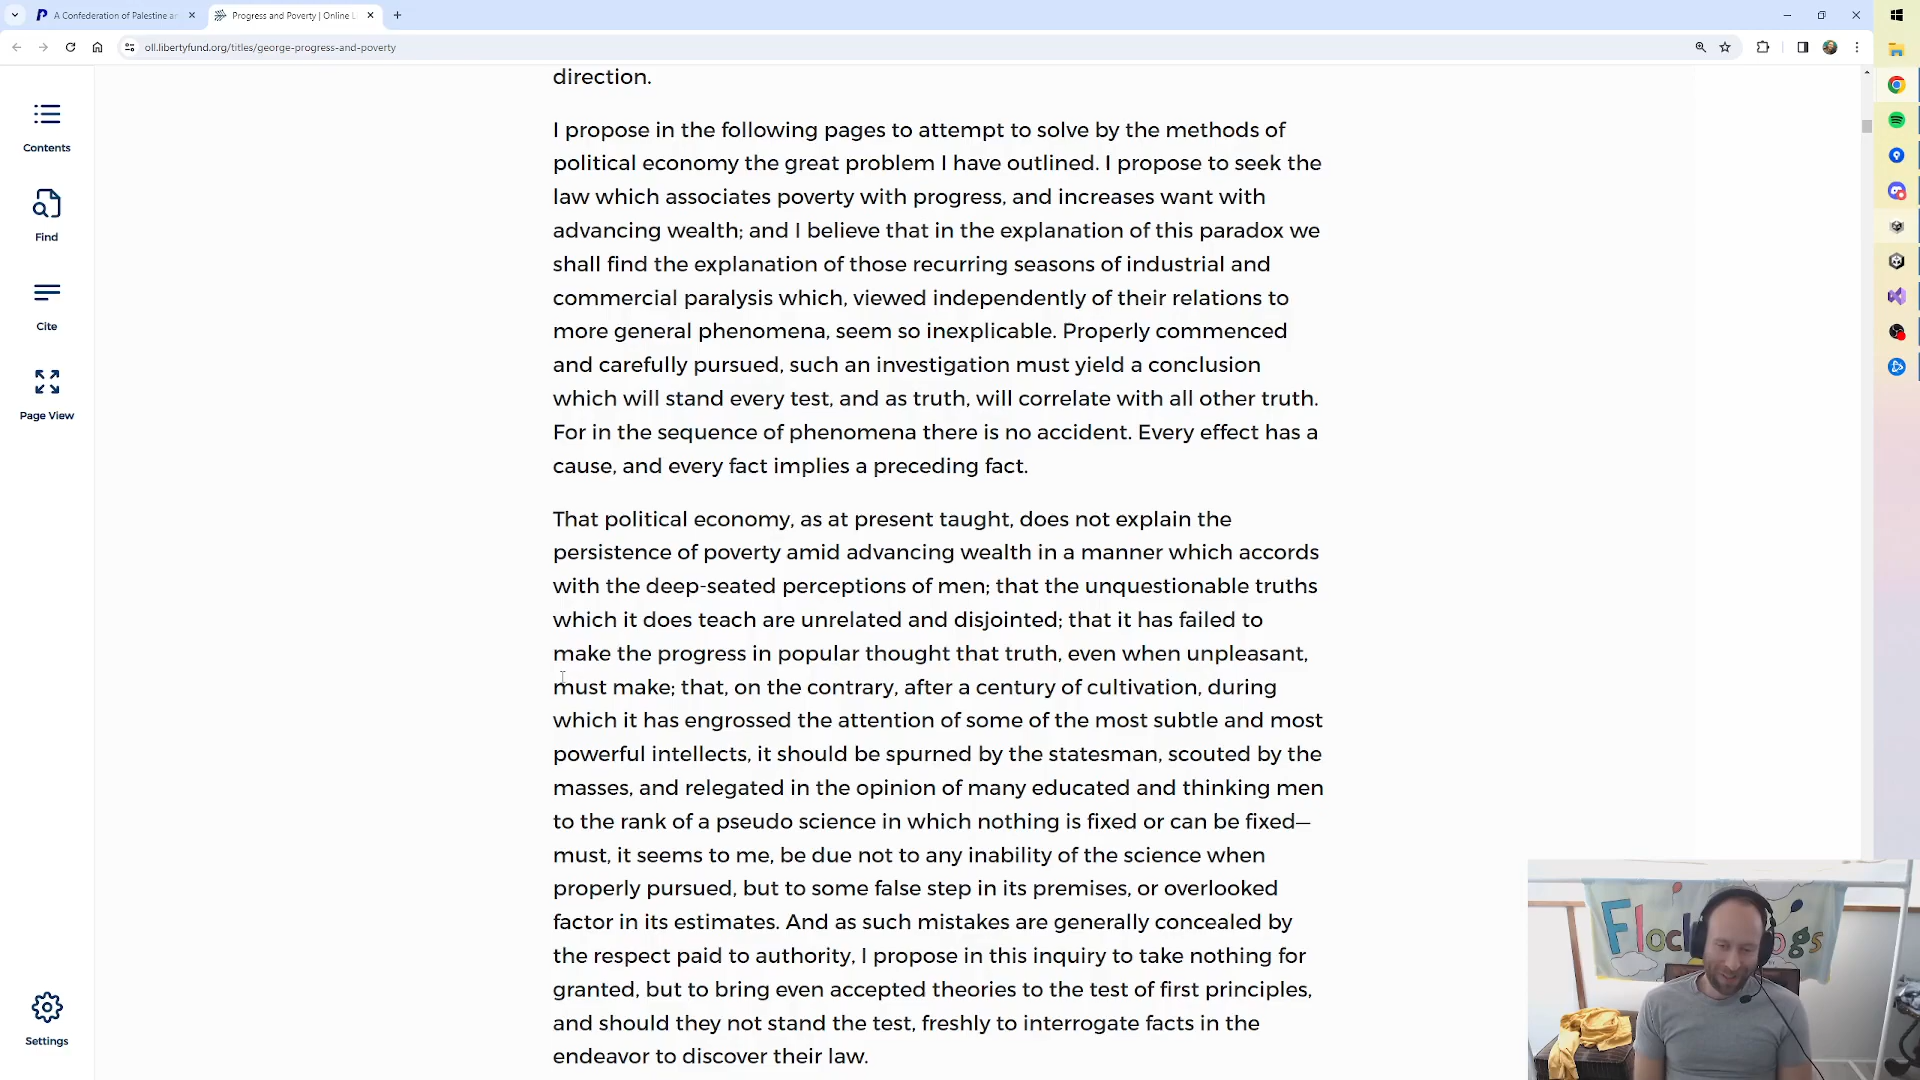 A Confederation of Palestine an
Progress and Poverty | Online L
oll.libertyfund.org/titles/george-progress-and-poverty
Contents
Find
Cite
Page View
Settings
direction.
I propose in the following pages to attempt to solve by the methods of
political economy the great problem I have outlined. I propose to seek the
law which associates poverty with progress, and increases want with
advancing wealth; and I believe that in the explanation of this paradox we
shall find the explanation of those recurring seasons of industrial and
commercial paralysis which, viewed independently of their relations to
more general phenomena, seem so inexplicable. Properly commenced
and carefully pursued, such an investigation must yield a conclusion
which will stand every test, and as truth, will correlate with all other truth.
For in the sequence of phenomena there is no accident. Every effect has a
cause, and every fact implies a preceding fact.
That political economy, as at present taught, does not explain the
persistence of poverty amid advancing wealth in a manner which accords
with the deep-seated perceptions of men; that the unquestionable truths
which it does teach are unrelated and disjointed; that it has failed to
make the progress in popular thought that truth, even when unpleasant,
must make; that, on the contrary, after a century of cultivation, during
which it has engrossed the attention of some of the most subtle and most
powerful intellects, it should be spurned by the statesman, scouted by the
masses, and relegated in the opinion of many educated and thinking men
to the rank of a pseudo science in which nothing is fixed or can be fixed—
must, it seems to me, be due not to any inability of the science when
properly pursued, but to some false step in its premises, or overlooked
factor in its estimates. And as such mistakes are generally concealed by
the respect paid to authority, I propose in this inquiry to take nothing for
granted, but to bring even accepted theories to the test of first principles,
and should they not stand the test, freshly to interrogate facts in the
endeavor to discover their law.